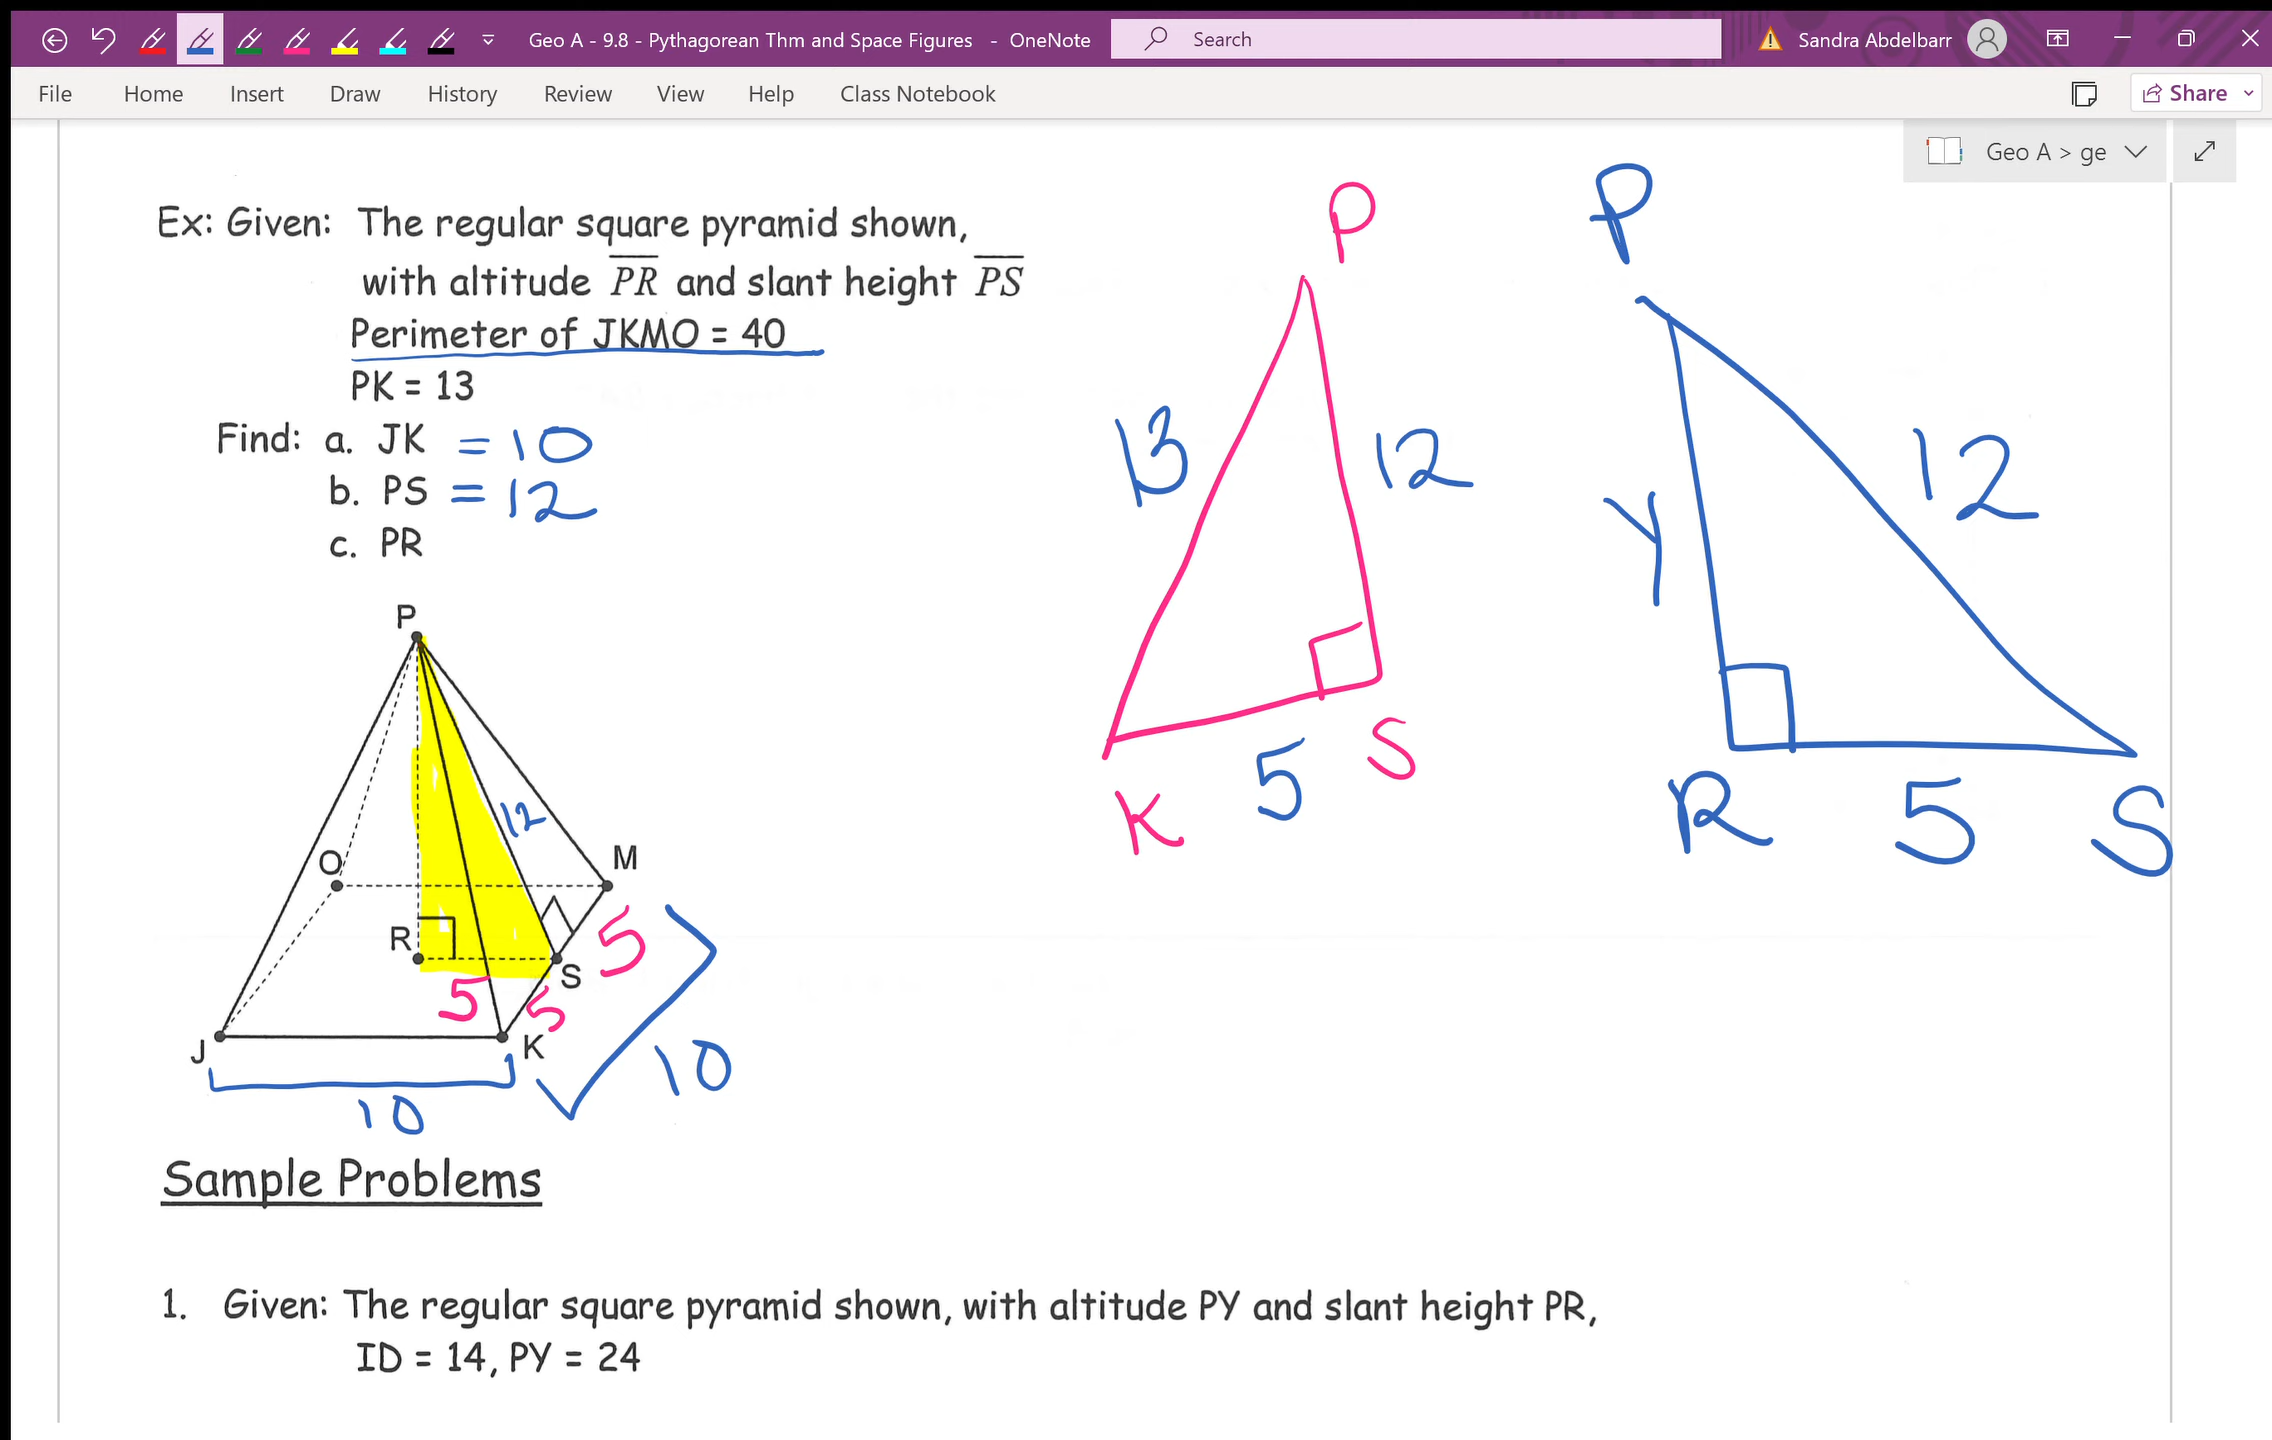 Geo A - 9.8 - Pythagorean Thm and Space Figures - OneNote
Search
Sandra Abdelbarr
File Home Insert Draw History Review View Help Class Notebook
Share
Geo A > ge
Ex: Given: The regular square pyramid shown,
with altitude PR and slant height PS
Perimeter of JKMO = 40
PK = 13
Find: a. JK = 10
b. PS = 12
c. PR
P
O
M
R
S
J
K
12
5
5
5
10
10
P
13
12
K
5
S
P
Y
12
R
5
S
Sample Problems
1. Given: The regular square pyramid shown, with altitude PY and slant height PR,
ID = 14, PY = 24